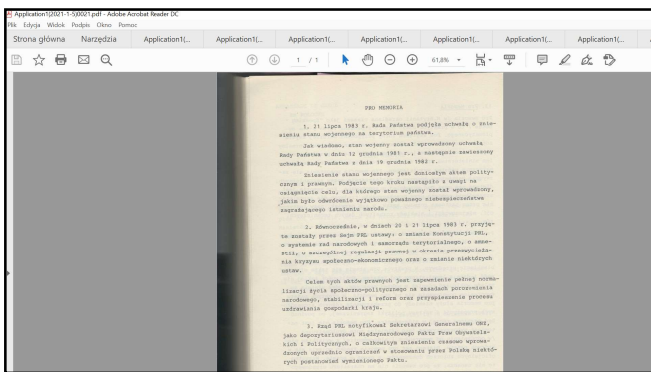 Application1(2021-1-5)0021.pdf - Adobe Acrobat Reader DC
Plik Edycja Widok Podpis Okno Pomoc
Strona główna Narzędzia Application1(... Application1(... Application1(... Application1(... Application1(... Application1(... Application1(...
1 / 1 61,8%
PRO MEMORIA
1. 21 lipca 1983 r. Rada Państwa podjęła uchwałę o znie-
sieniu stanu wojennego na terytorium państwa.
Jak wiadomo, stan wojenny został wprowadzony uchwałą
Rady Państwa w dniu 12 grudnia 1981 r., a następnie zawieszony
uchwałą Rady Państwa z dnia 19 grudnia 1982 r.
Zniesienie stanu wojennego jest doniosłym aktem polity-
cznym i prawnym. Podjęcie tego kroku nastąpiło z uwagi na
osiągnięcie celu, dla którego stan wojenny został wprowadzony,
jakim było odwrócenie wyjątkowo poważnego niebezpieczeństwa
zagrażającego istnieniu narodu.
2. Równocześnie, w dniach 20 i 21 lipca 1983 r. przyję-
te zostały przez Sejm PRL ustawy: o zmianie Konstytucji PRL,
o systemie rad narodowych i samorządu terytorialnego, o amne-
stii, o szczególnej regulacji prawnej w okresie przezwycięża-
nia kryzysu społeczno-ekonomicznego oraz o zmianie niektórych
ustaw.
Celem tych aktów prawnych jest zapewnienie pełnej norma-
lizacji życia społeczno-politycznego na zasadach porozumienia
narodowego, stabilizacji i reform oraz przyspieszenie procesu
uzdrawiania gospodarki kraju.
3. Rząd PRL notyfikował Sekretarzowi Generalnemu ONZ,
jako depozytariuszowi Międzynarodowego Paktu Praw Obywatels-
kich i Politycznych, o całkowitym zniesieniu czasowo wprowa-
dzonych uprzednio ograniczeń w stosowaniu przez Polskę niektó-
rych postanowień wymienionego Paktu.